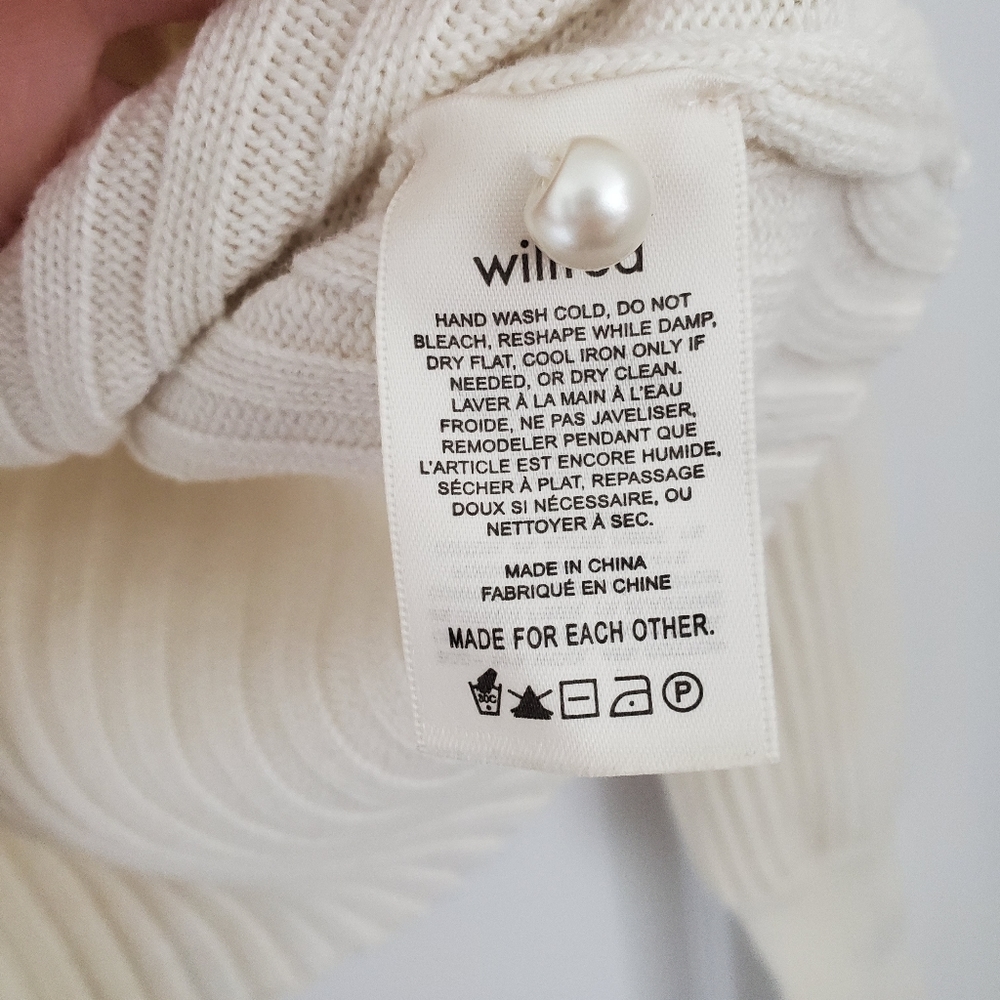 HAND WASH COLD, DO NOT
BLEACH, RESHAPE WHILE DAMP,
DRY FLAT, COOL IRON ONLY IF
NEEDED, OR DRY CLEAN.
LAVER À LA MAIN À L'EAU
FROIDE, NE PAS JAVELISER,
REMODELER PENDANT QUE
L'ARTICLE EST ENCORE HUMIDE,
SÉCHER À PLAT, REPASSAGE
DOUX SI NÉCESSAIRE, OU
NETTOYER À SEC.
MADE IN CHINA
FABRIQUÉ EN CHINE
MADE FOR EACH OTHER.
30C
P